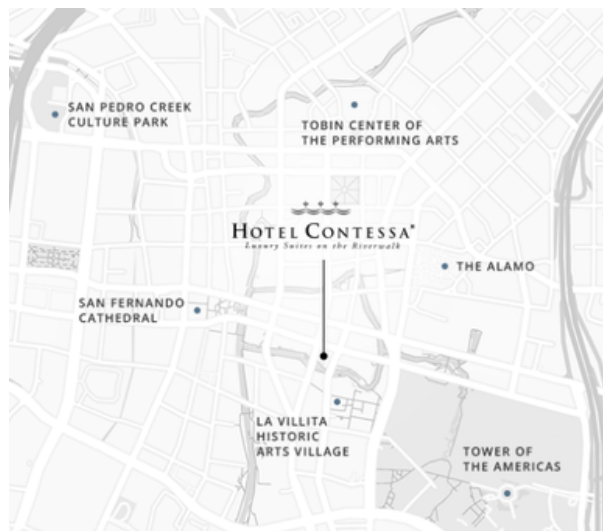 SAN PEDRO CREEK
CULTURE PARK
TOBIN CENTER OF
THE PERFORMING ARTS
HOTEL CONTESSA
Luxury Suites on the Riverwalk
THE ALAMO
SAN FERNANDO
CATHEDRAL
LA VILLITA
HISTORIC
ARTS VILLAGE
TOWER OF
THE AMERICAS